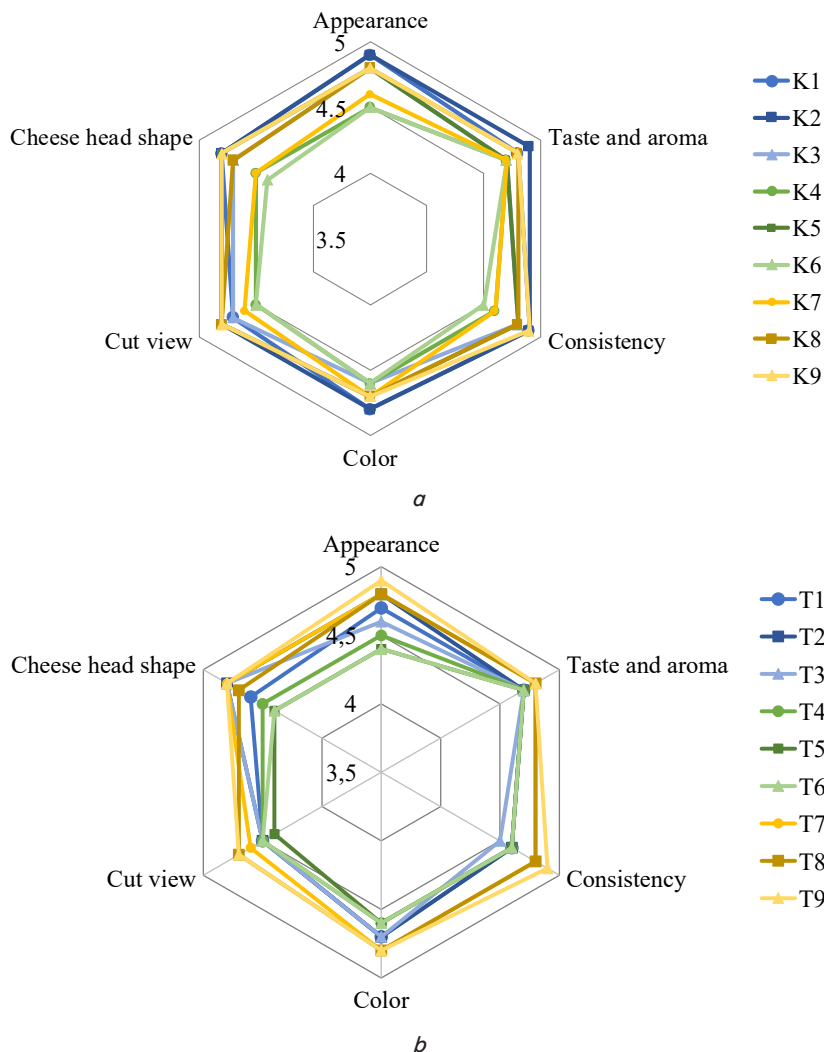 Appearance
5
4.5
4
3.5
Cheese head shape
Taste and aroma
Cut view
Consistency
Color
K1
K2
K3
K4
K5
K6
K7
K8
K9
a
Appearance
5
4,5
4
3,5
Cheese head shape
Taste and aroma
Cut view
Consistency
Color
T1
T2
T3
T4
T5
T6
T7
T8
T9
b